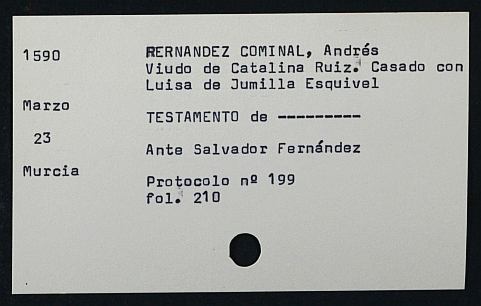 1590
RERNANDEZ COMINAL, Andrés
Viudo de Catalina Ruiz. Casado con
Luisa de Jumilla Esquivel
Marzo
TESTAMENTO de ---------
23
Ante Salvador Fernández
Murcia
Protocolo nº 199
fol. 210